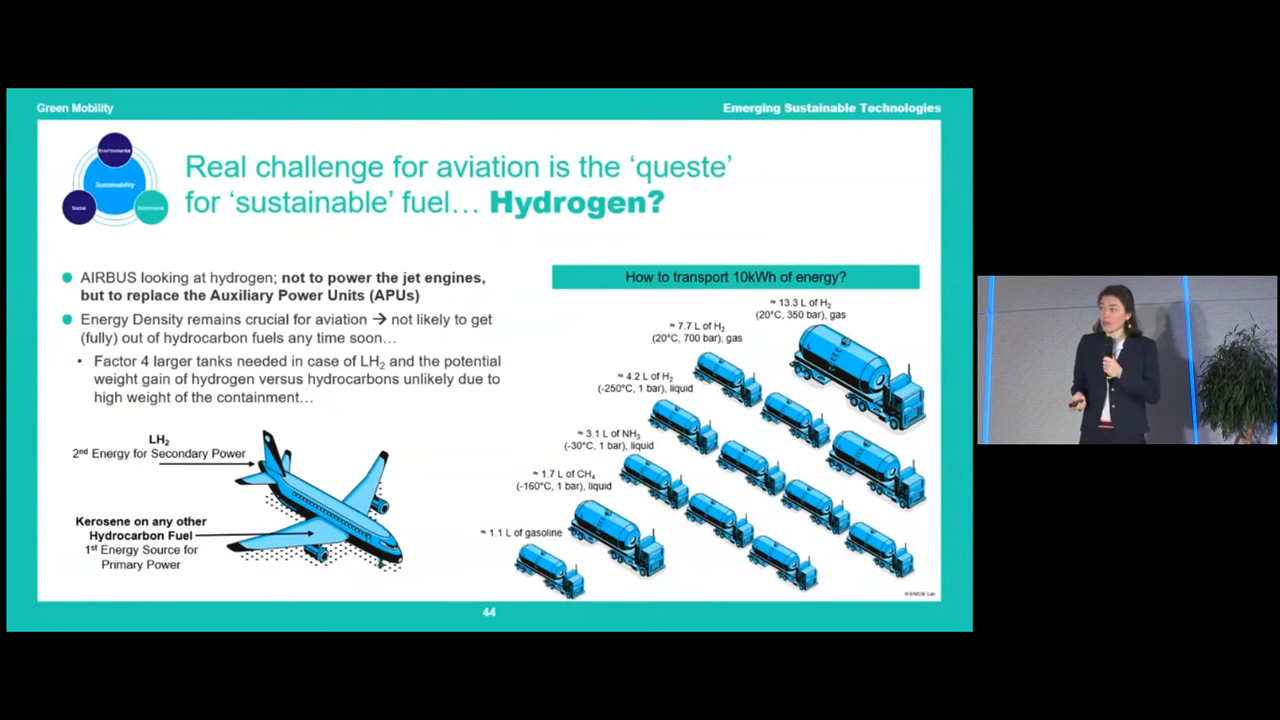 Green Mobility
Emerging Sustainable Technologies
Environmental
Sustainability
Social
Economical
Real challenge for aviation is the ‘queste’
for ‘sustainable’ fuel… Hydrogen?
AIRBUS looking at hydrogen; not to power the jet engines,
but to replace the Auxiliary Power Units (APUs)
Energy Density remains crucial for aviation → not likely to get
(fully) out of hydrocarbon fuels any time soon…
Factor 4 larger tanks needed in case of LH₂ and the potential
weight gain of hydrogen versus hydrocarbons unlikely due to
high weight of the containment…
LH₂
2nd Energy for Secondary Power
Kerosene on any other
Hydrocarbon Fuel
1st Energy Source for
Primary Power
How to transport 10kWh of energy?
≈ 13.3 L of H₂
(20°C, 350 bar), gas
≈ 7.7 L of H₂
(20°C, 700 bar), gas
≈ 4.2 L of H₂
(-250°C, 1 bar), liquid
≈ 3.1 L of NH₃
(-30°C, 1 bar), liquid
≈ 1.7 L of CH₄
(-160°C, 1 bar), liquid
≈ 1.1 L of gasoline
© ENGIE Lab
44